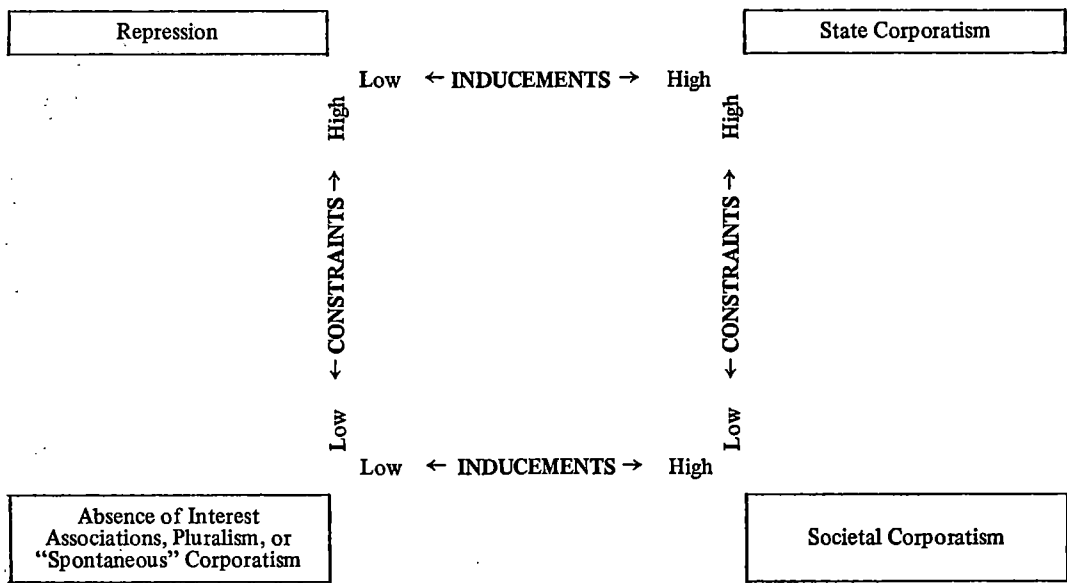 Repression
State Corporatism
Low ← INDUCEMENTS → High
Low ← CONSTRAINTS → High
Low ← CONSTRAINTS → High
Low ← INDUCEMENTS → High
Absence of Interest
Associations, Pluralism, or
“Spontaneous” Corporatism
Societal Corporatism